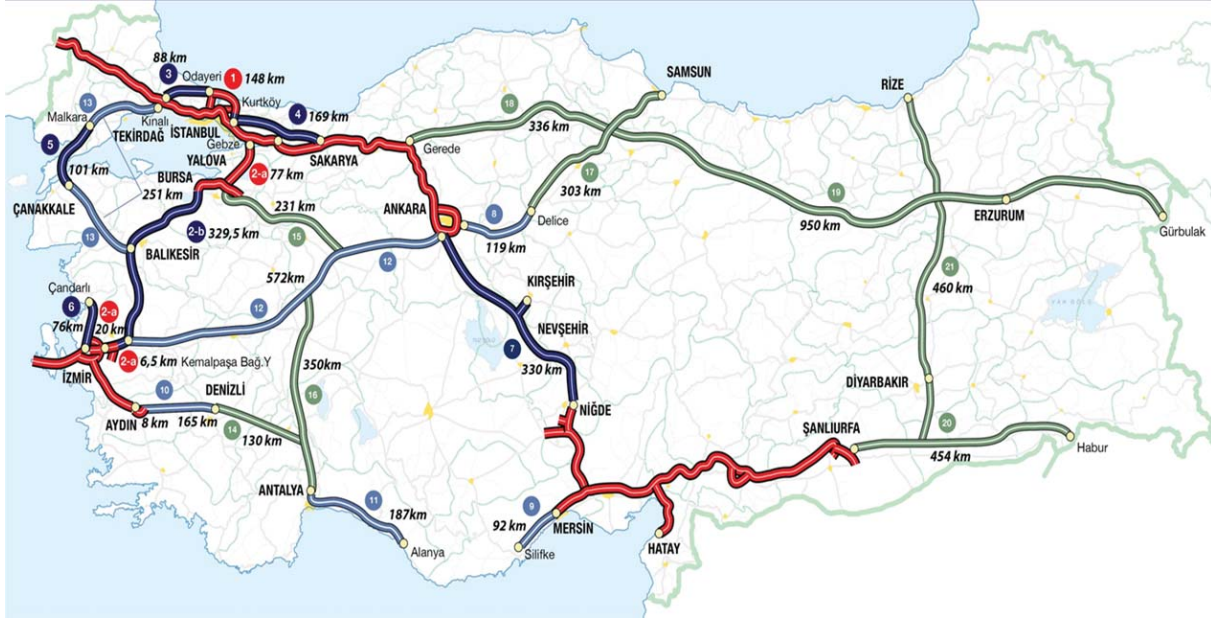 88 km
3
Odayeri
1
148 km
SAMSUN
RİZE
13
Malkara
Kınalı
Kurtköy
4
169 km
18
336 km
TEKİRDAĞ
İSTANBUL
Gebze
SAKARYA
Gerede
5
YALOVA
2-a
77 km
17
303 km
101 km
BURSA
251 km
19
950 km
ERZURUM
Gürbulak
ÇANAKKALE
231 km
ANKARA
8
Delice
119 km
13
2-b
329,5 km
15
BALIKESİR
12
21
460 km
572km
Çandarlı
KIRŞEHİR
6
2-a
12
NEVŞEHİR
76km
20 km
2-a
6,5 km
Kemalpaşa Bağ.Y
7
330 km
350km
İZMİR
DİYARBAKIR
10
DENİZLİ
16
NİĞDE
AYDIN
8 km
165 km
14
130 km
ŞANLIURFA
20
454 km
Habur
ANTALYA
11
187km
9
92 km
MERSİN
Alanya
Silifke
HATAY